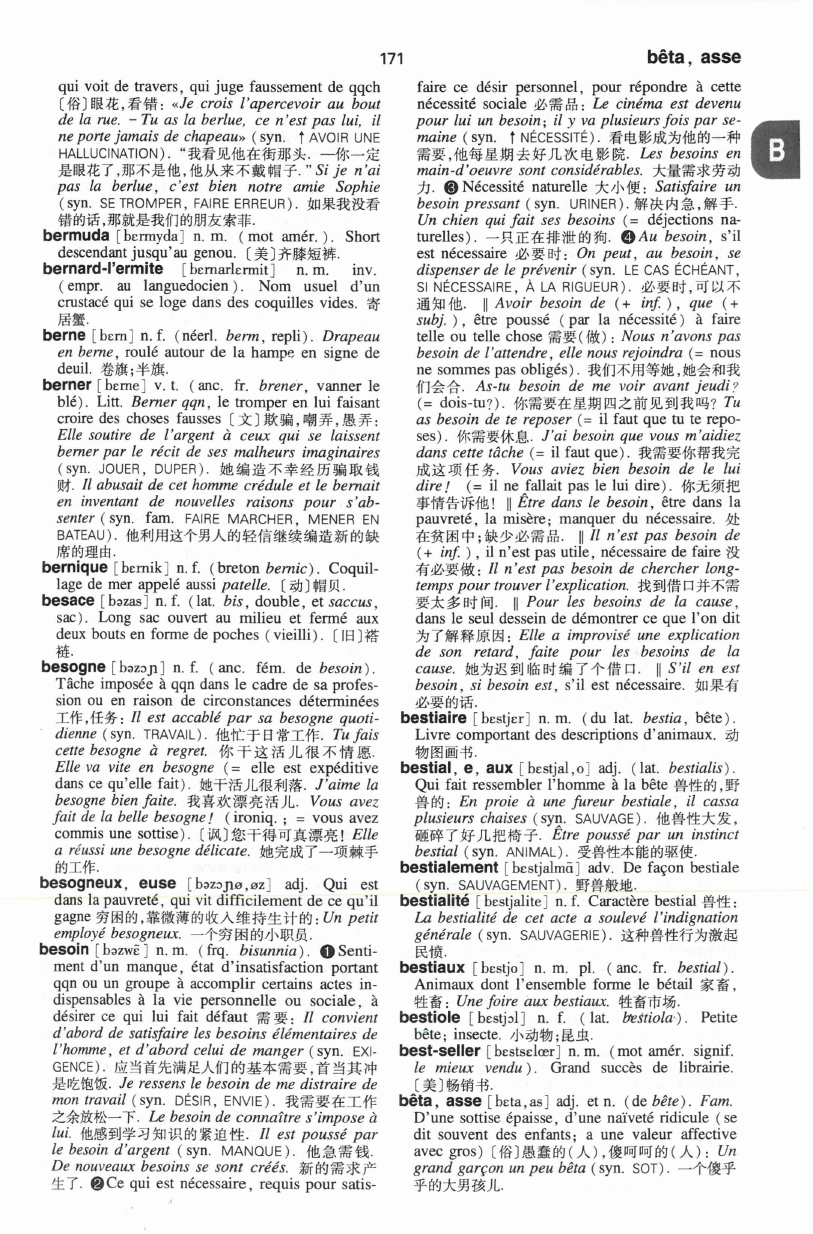 171
bêta, asse
qui voit de travers, qui juge faussement de qqch
〔俗〕眼花,看错: «Je crois l'apercevoir au bout
de la rue. – Tu as la berlue, ce n'est pas lui, il
ne porte jamais de chapeau» (syn. ↑ AVOIR UNE
HALLUCINATION). “我看见他在街那头. —你一定
是眼花了,那不是他,他从来不戴帽子.” Si je n'ai
pas la berlue, c'est bien notre amie Sophie
(syn. SE TROMPER, FAIRE ERREUR). 如果我没看
错的话,那就是我们的朋友索菲.
bermuda [bɛrmyda] n. m. (mot amér.). Short
descendant jusqu'au genou. 〔美〕齐膝短裤.
bernard-l'ermite [bɛrnarlɛrmit] n. m. inv.
(empr. au languedocien). Nom usuel d'un
crustacé qui se loge dans des coquilles vides. 寄
居蟹.
berne [bɛrn] n. f. (néerl. berm, repli). Drapeau
en berne, roulé autour de la hampe en signe de
deuil. 卷旗;半旗.
berner [bɛrne] v. t. (anc. fr. brener, vanner le
blé). Litt. Berner qqn, le tromper en lui faisant
croire des choses fausses 〔文〕欺骗,嘲弄,愚弄:
Elle soutire de l'argent à ceux qui se laissent
berner par le récit de ses malheurs imaginaires
(syn. JOUER, DUPER). 她编造不幸经历骗取钱
财. Il abusait de cet homme crédule et le bernait
en inventant de nouvelles raisons pour s'ab-
senter (syn. fam. FAIRE MARCHER, MENER EN
BATEAU). 他利用这个男人的轻信继续编造新的缺
席的理由.
bernique [bɛrnik] n. f. (breton bernic). Coquil-
lage de mer appelé aussi patelle. 〔动〕帽贝.
besace [bəzas] n. f. (lat. bis, double, et saccus,
sac). Long sac ouvert au milieu et fermé aux
deux bouts en forme de poches (vieilli). 〔旧〕褡
裢.
besogne [bəzɔɲ] n. f. (anc. fém. de besoin).
Tâche imposée à qqn dans le cadre de sa profes-
sion ou en raison de circonstances déterminées
工作,任务: Il est accablé par sa besogne quoti-
dienne (syn. TRAVAIL). 他忙于日常工作. Tu fais
cette besogne à regret. 你干这活儿很不情愿.
Elle va vite en besogne (= elle est expéditive
dans ce qu'elle fait). 她干活儿很利落. J'aime la
besogne bien faite. 我喜欢漂亮活儿. Vous avez
fait de la belle besogne! (ironiq. ; = vous avez
commis une sottise). 〔讽〕您干得可真漂亮! Elle
a réussi une besogne délicate. 她完成了一项棘手
的工作.
besogneux, euse [bəzɔɲø,øz] adj. Qui est
dans la pauvreté, qui vit difficilement de ce qu'il
gagne 穷困的,靠微薄的收入维持生计的: Un petit
employé besogneux. 一个穷困的小职员.
besoin [bəzwɛ̃] n. m. (frq. bisunnia). ❶Senti-
ment d'un manque, état d'insatisfaction portant
qqn ou un groupe à accomplir certains actes in-
dispensables à la vie personnelle ou sociale, à
désirer ce qui lui fait défaut 需要: Il convient
d'abord de satisfaire les besoins élémentaires de
l'homme, et d'abord celui de manger (syn. EXI-
GENCE). 应当首先满足人们的基本需要,首当其冲
是吃饱饭. Je ressens le besoin de me distraire de
mon travail (syn. DÉSIR, ENVIE). 我需要在工作
之余放松一下. Le besoin de connaître s'impose à
lui. 他感到学习知识的紧迫性. Il est poussé par
le besoin d'argent (syn. MANQUE). 他急需钱.
De nouveaux besoins se sont créés. 新的需求产
生了. ❷Ce qui est nécessaire, requis pour satis-
faire ce désir personnel, pour répondre à cette
nécessité sociale 必需品: Le cinéma est devenu
pour lui un besoin; il y va plusieurs fois par se-
maine (syn. ↑ NÉCESSITÉ). 看电影成为他的一种
需要,他每星期去好几次电影院. Les besoins en
main-d'oeuvre sont considérables. 大量需求劳动
力. ❸Nécessité naturelle 大小便: Satisfaire un
besoin pressant (syn. URINER). 解决内急,解手.
Un chien qui fait ses besoins (= déjections na-
turelles). 一只正在排泄的狗. ❹Au besoin, s'il
est nécessaire 必要时: On peut, au besoin, se
dispenser de le prévenir (syn. LE CAS ÉCHÉANT,
SI NÉCESSAIRE, À LA RIGUEUR). 必要时,可以不
通知他. ‖ Avoir besoin de (+ inf.), que (+
subj.), être poussé (par la nécessité) à faire
telle ou telle chose 需要(做): Nous n'avons pas
besoin de l'attendre, elle nous rejoindra (= nous
ne sommes pas obligés). 我们不用等她,她会和我
们会合. As-tu besoin de me voir avant jeudi?
(= dois-tu?). 你需要在星期四之前见到我吗? Tu
as besoin de te reposer (= il faut que tu te repo-
ses). 你需要休息. J'ai besoin que vous m'aidiez
dans cette tâche (= il faut que). 我需要你帮我完
成这项任务. Vous aviez bien besoin de le lui
dire! (= il ne fallait pas le lui dire). 你无须把
事情告诉他! ‖ Être dans le besoin, être dans la
pauvreté, la misère; manquer du nécessaire. 处
在贫困中;缺少必需品. ‖ Il n'est pas besoin de
(+ inf.), il n'est pas utile, nécessaire de faire 没
有必要做: Il n'est pas besoin de chercher long-
temps pour trouver l'explication. 找到借口并不需
要太多时间. ‖ Pour les besoins de la cause,
dans le seul dessein de démontrer ce que l'on dit
为了解释原因: Elle a improvisé une explication
de son retard, faite pour les besoins de la
cause. 她为迟到临时编了个借口. ‖ S'il en est
besoin, si besoin est, s'il est nécessaire. 如果有
必要的话.
bestiaire [bɛstjɛr] n. m. (du lat. bestia, bête).
Livre comportant des descriptions d'animaux. 动
物图画书.
bestial, e, aux [bɛstjal,o] adj. (lat. bestialis).
Qui fait ressembler l'homme à la bête 兽性的,野
兽的: En proie à une fureur bestiale, il cassa
plusieurs chaises (syn. SAUVAGE). 他兽性大发,
砸碎了好几把椅子. Être poussé par un instinct
bestial (syn. ANIMAL). 受兽性本能的驱使.
bestialement [bɛstjalmɑ̃] adv. De façon bestiale
(syn. SAUVAGEMENT). 野兽般地.
bestialité [bɛstjalite] n. f. Caractère bestial 兽性:
La bestialité de cet acte a soulevé l'indignation
générale (syn. SAUVAGERIE). 这种兽性行为激起
民愤.
bestiaux [bɛstjo] n. m. pl. (anc. fr. bestial).
Animaux dont l'ensemble forme le bétail 家畜,
牲畜: Une foire aux bestiaux. 牲畜市场.
bestiole [bɛstjɔl] n. f. (lat. bestiola). Petite
bête; insecte. 小动物;昆虫.
best-seller [bɛstsɛlœr] n. m. (mot amér. signif.
le mieux vendu). Grand succès de librairie.
〔美〕畅销书.
bêta, asse [bɛta,as] adj. et n. (de bête). Fam.
D'une sottise épaisse, d'une naïveté ridicule (se
dit souvent des enfants; a une valeur affective
avec gros) 〔俗〕愚蠢的(人),傻呵呵的(人): Un
grand garçon un peu bêta (syn. SOT). 一个傻乎
乎的大男孩儿.
B